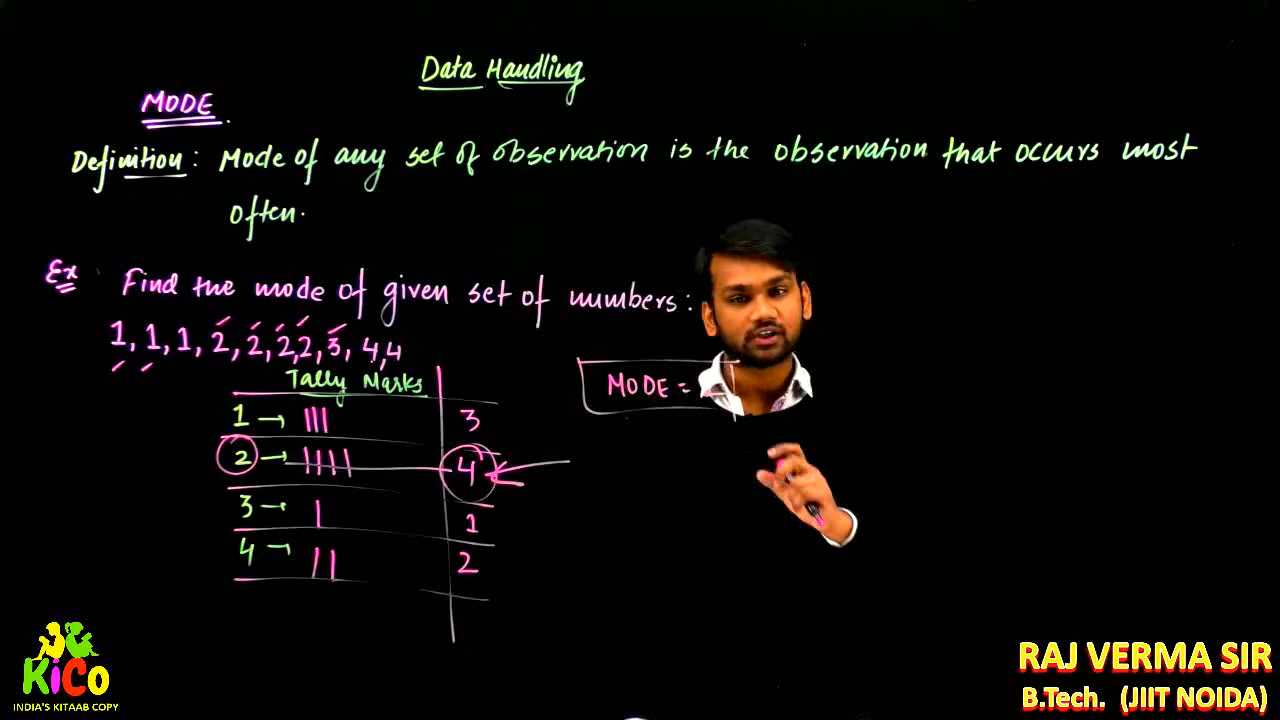 Data Handling
MODE
Definition: Mode of any set of observation is the observation that occurs most
often.
Ex Find the mode of given set of numbers:
1, 1, 1, 2, 2, 2, 2, 3, 4, 4
Tally Marks
1 → ||| 3
2 → |||| 4
3 → | 1
4 → || 2
MODE =
KiCo
INDIA'S KITAAB COPY
RAJ VERMA SIR
B.Tech. (JIIT NOIDA)